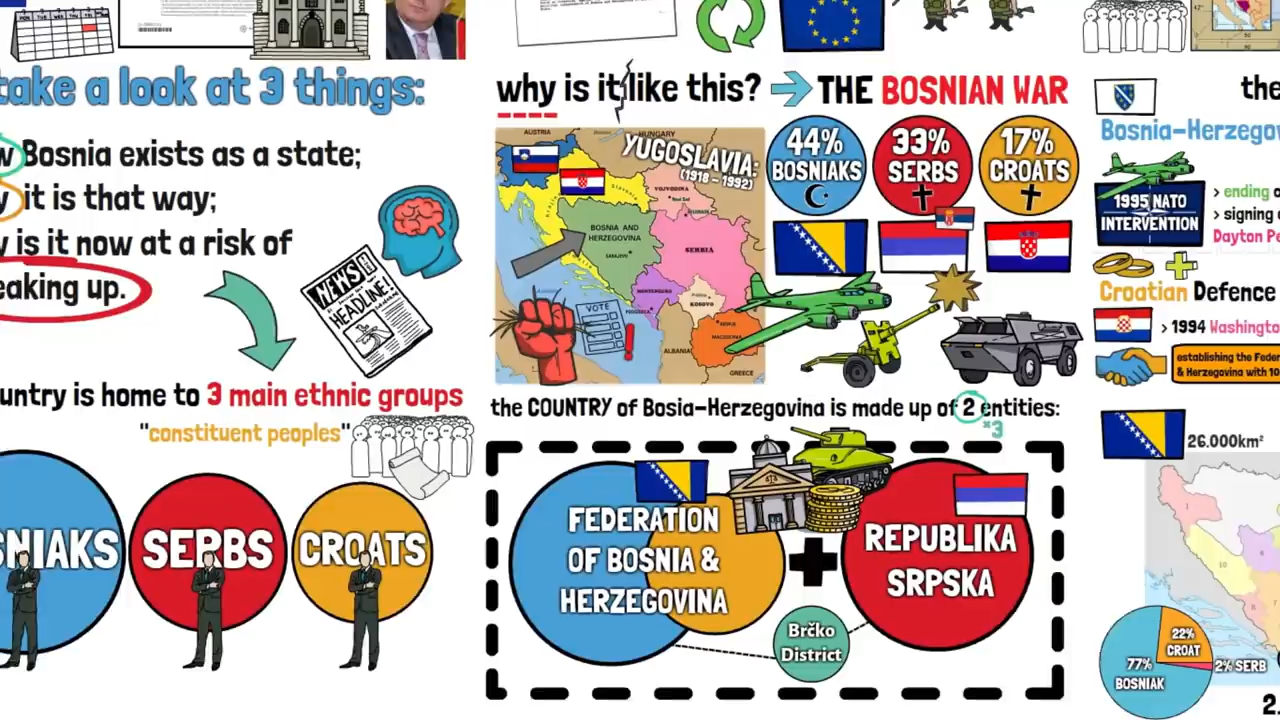 take a look at 3 things:
Bosnia exists as a state;
it is that way;
is it now at a risk of
eaking up.
NEWS
HEADLINE!
untry is home to 3 main ethnic groups
"constituent peoples"
SNIAKS
SERBS
CROATS
why is it like this?
THE BOSNIAN WAR
AUSTRIA
HUNGARY
YUGOSLAVIA:
(1918 - 1992)
VOJVODINA
BOSNIA AND
HERZEGOVINA
SARAJEVO
SERBIA
MONTENEGRO
KOSOVO
MACEDONIA
ALBANIA
GREECE
VOTE
44%
BOSNIAKS
33%
SERBS
17%
CROATS
the COUNTRY of Bosia-Herzegovina is made up of 2 entities:
*3
FEDERATION
OF BOSNIA &
HERZEGOVINA
REPUBLIKA
SRPSKA
Brčko
District
the
Bosnia-Herzego
1995 NATO
INTERVENTION
> ending
> signing
Dayton Pe
Croatian Defence
> 1994 Washingto
establishing the Feder
& Herzegovina with 10
26.000km²
10
22%
CROAT
77%
BOSNIAK
2% SERB
2.